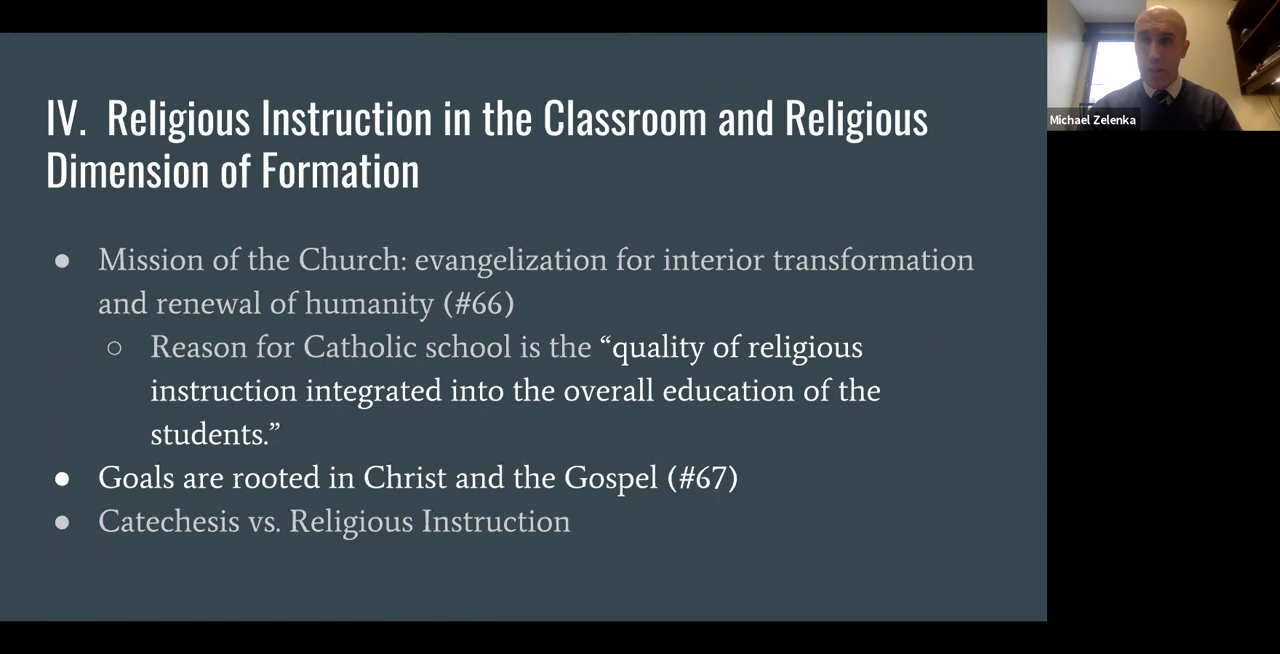 IV. Religious Instruction in the Classroom and Religious
Dimension of Formation
● Mission of the Church: evangelization for interior transformation
and renewal of humanity (#66)
○ Reason for Catholic school is the “quality of religious
instruction integrated into the overall education of the
students.”
● Goals are rooted in Christ and the Gospel (#67)
● Catechesis vs. Religious Instruction
Michael Zelenka